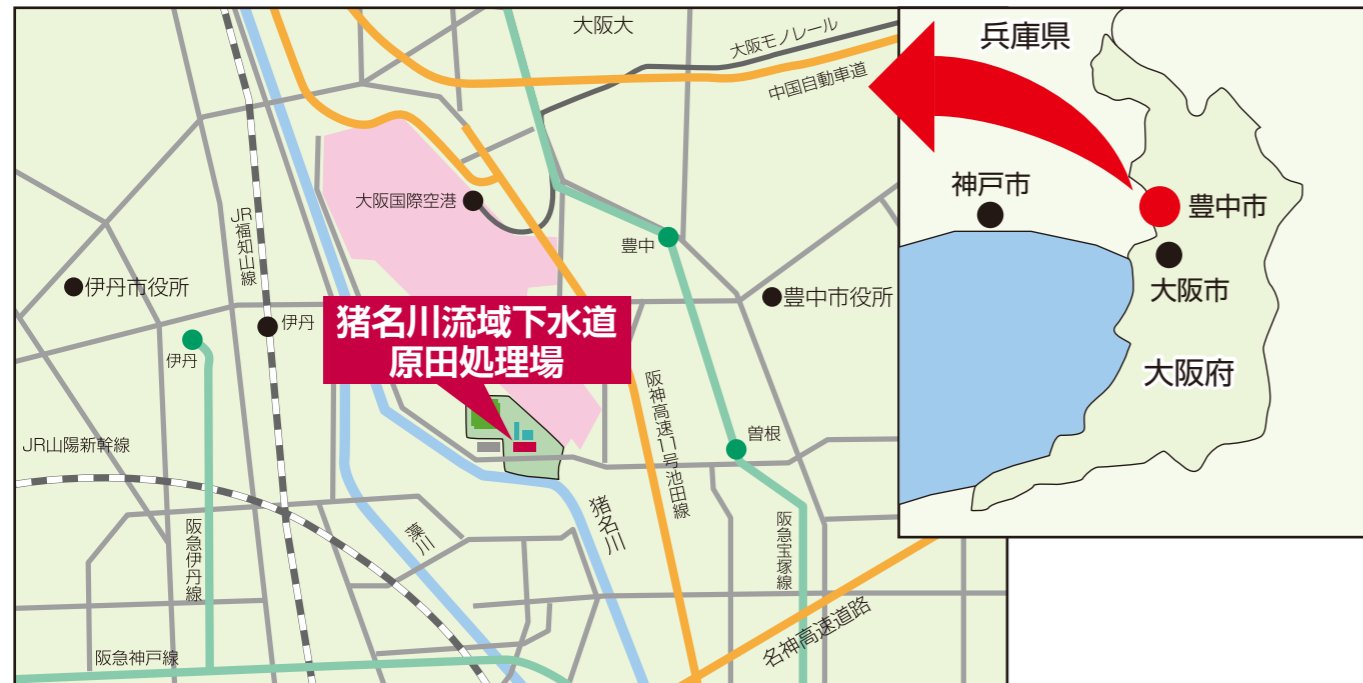 大阪大
大阪モノレール
中国自動車道
兵庫県
神戸市
豊中市
大阪市
大阪府
大阪国際空港
JR福知山線
豊中
伊丹市役所
豊中市役所
伊丹
伊丹
猪名川流域下水道
原田処理場
阪神高速11号池田線
曽根
JR山陽新幹線
猪名川
藻川
阪急伊丹線
阪急宝塚線
名神高速道路
阪急神戸線